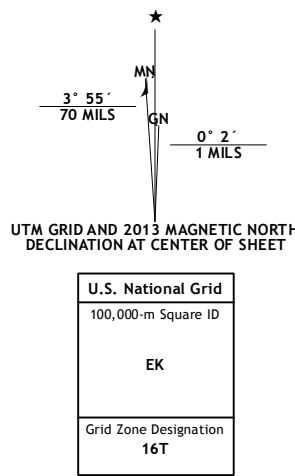 MN
3° 55´
70 MILS
GN
0° 2´
1 MILS
UTM GRID AND 2013 MAGNETIC NORTH
DECLINATION AT CENTER OF SHEET
U.S. National Grid
100,000-m Square ID
EK
Grid Zone Designation
16T